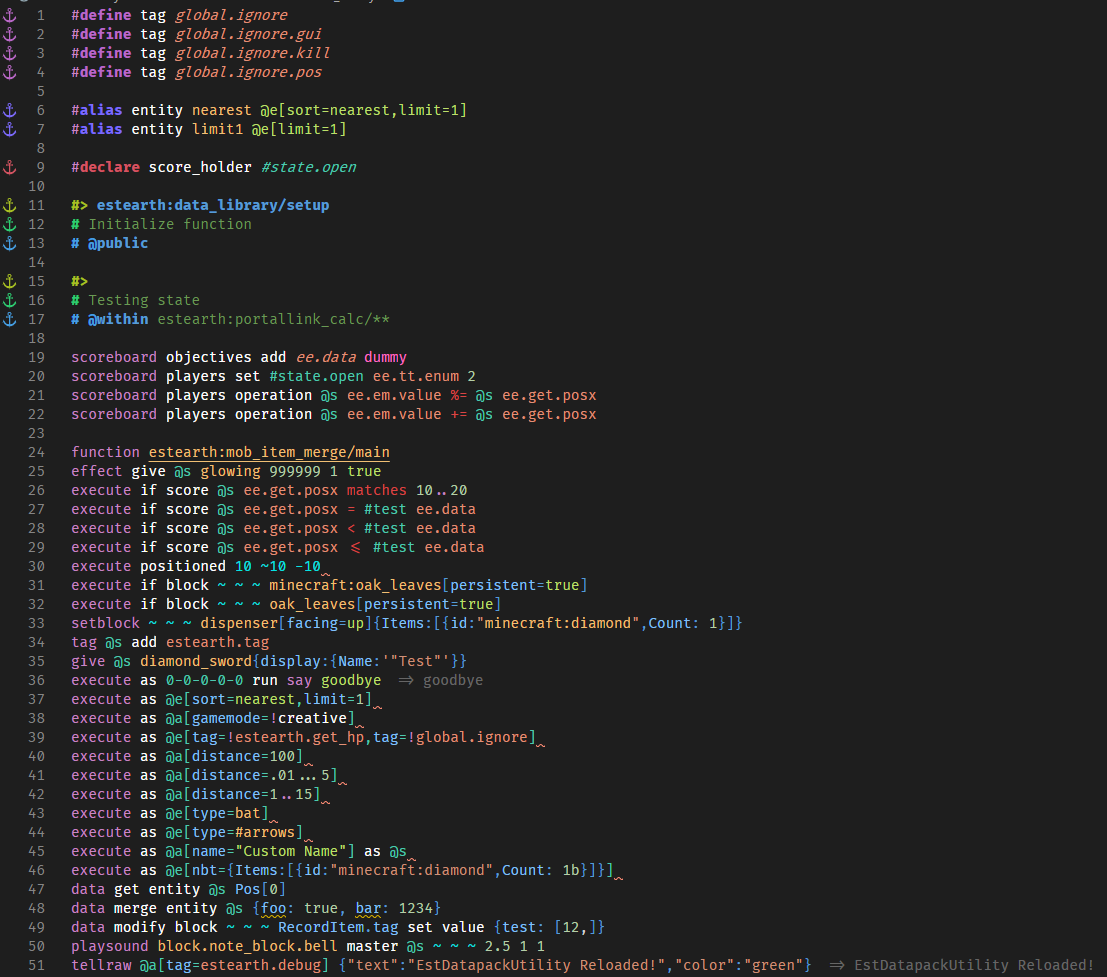 1 #define tag global.ignore
2 #define tag global.ignore.gui
3 #define tag global.ignore.kill
4 #define tag global.ignore.pos
5
6 #alias entity nearest @e[sort=nearest,limit=1]
7 #alias entity limit1 @e[limit=1]
8
9 #declare score_holder #state.open
10
11 #> estearth:data_library/setup
12 # Initialize function
13 # @public
14
15 #>
16 # Testing state
17 # @within estearth:portallink_calc/**
18
19 scoreboard objectives add ee.data dummy
20 scoreboard players set #state.open ee.tt.enum 2
21 scoreboard players operation @s ee.em.value %= @s ee.get.posx
22 scoreboard players operation @s ee.em.value += @s ee.get.posx
23
24 function estearth:mob_item_merge/main
25 effect give @s glowing 999999 1 true
26 execute if score @s ee.get.posx matches 10..20
27 execute if score @s ee.get.posx = #test ee.data
28 execute if score @s ee.get.posx < #test ee.data
29 execute if score @s ee.get.posx <= #test ee.data
30 execute positioned 10 ~10 -10
31 execute if block ~ ~ ~ minecraft:oak_leaves[persistent=true]
32 execute if block ~ ~ ~ oak_leaves[persistent=true]
33 setblock ~ ~ ~ dispenser[facing=up]{Items:[{id:"minecraft:diamond",Count: 1}]}
34 tag @s add estearth.tag
35 give @s diamond_sword{display:{Name:'"Test"'}}
36 execute as 0-0-0-0-0 run say goodbye ⇒ goodbye
37 execute as @e[sort=nearest,limit=1]
38 execute as @a[gamemode=!creative]
39 execute as @e[tag=!estearth.get_hp,tag=!global.ignore]
40 execute as @a[distance=100]
41 execute as @a[distance=.01...5]
42 execute as @a[distance=1..15]
43 execute as @e[type=bat]
44 execute as @e[type=#arrows]
45 execute as @a[name="Custom Name"] as @s
46 execute as @e[nbt={Items:[{id:"minecraft:diamond",Count: 1b}]}]
47 data get entity @s Pos[0]
48 data merge entity @s {foo: true, bar: 1234}
49 data modify block ~ ~ ~ RecordItem.tag set value {test: [12,]}
50 playsound block.note_block.bell master @s ~ ~ ~ 2.5 1 1
51 tellraw @a[tag=estearth.debug] {"text":"EstDatapackUtility Reloaded!","color":"green"} ⇒ EstDatapackUtility Reloaded!